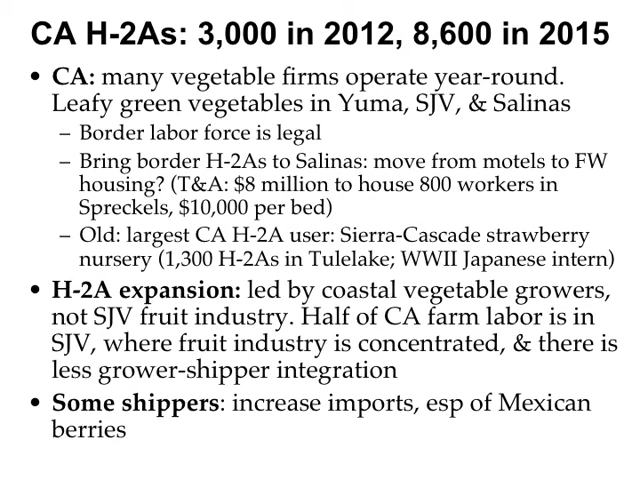 CA H-2As: 3,000 in 2012, 8,600 in 2015
• CA: many vegetable firms operate year-round.
Leafy green vegetables in Yuma, SJV, & Salinas
– Border labor force is legal
– Bring border H-2As to Salinas: move from motels to FW
housing? (T&A: $8 million to house 800 workers in
Spreckels, $10,000 per bed)
– Old: largest CA H-2A user: Sierra-Cascade strawberry
nursery (1,300 H-2As in Tulelake; WWII Japanese intern)
• H-2A expansion: led by coastal vegetable growers,
not SJV fruit industry. Half of CA farm labor is in
SJV, where fruit industry is concentrated, & there is
less grower-shipper integration
• Some shippers: increase imports, esp of Mexican
berries